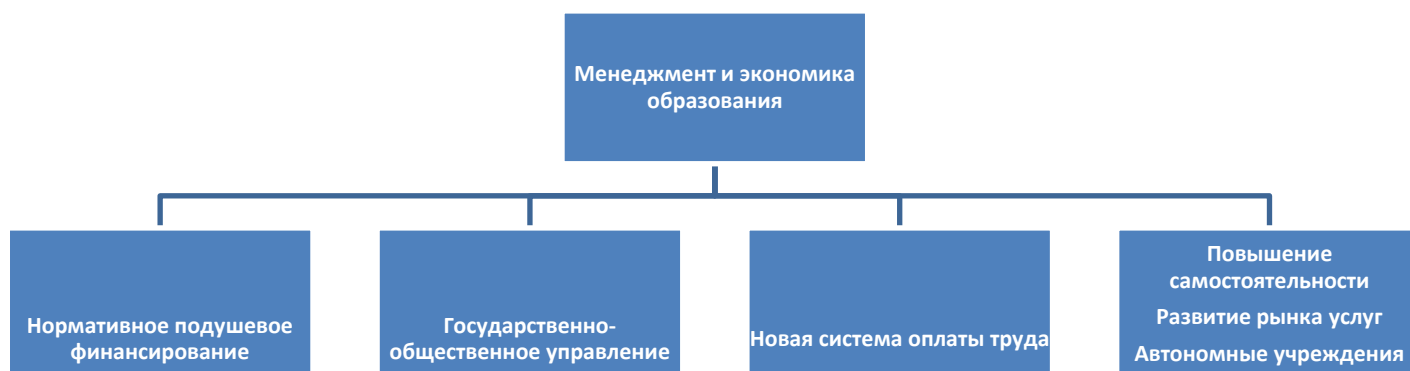 Менеджмент и экономика
образования
Нормативное подушевое
финансирование
Государственно-
общественное управление
Новая система оплаты труда
Повышение
самостоятельности
Развитие рынка услуг
Автономные учреждения